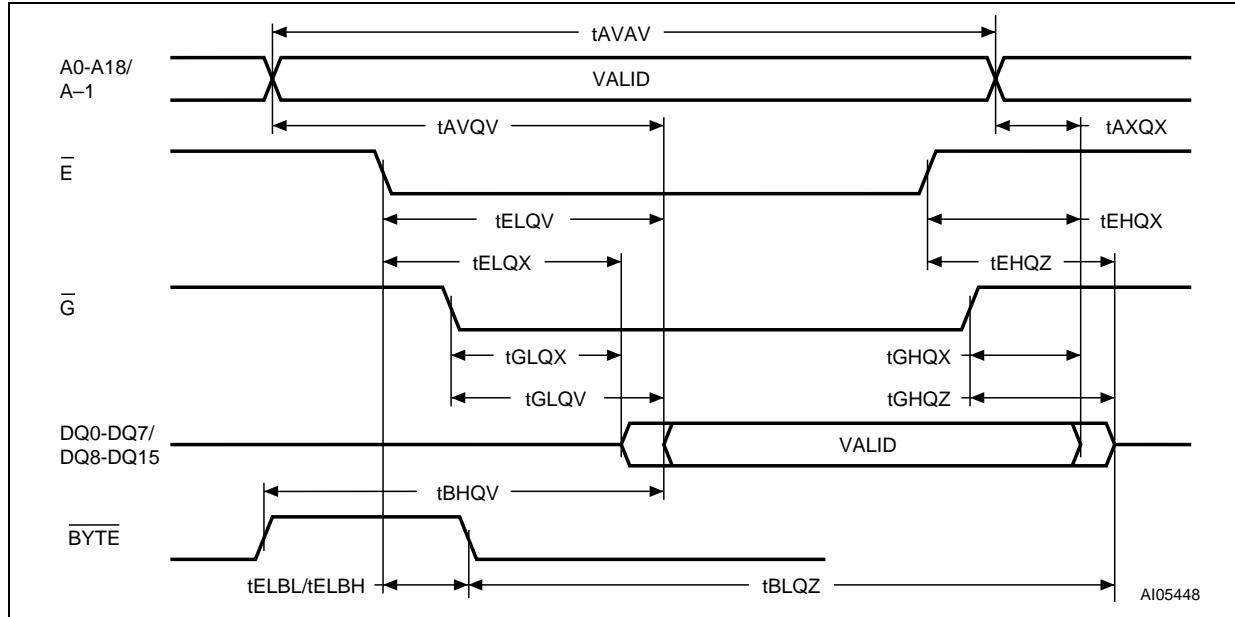 tAVAV
A0-A18/
A–1
VALID
tAVQV
tAXQX
E
tELQV
tEHQX
tELQX
tEHQZ
G
tGLQX
tGHQX
tGLQV
tGHQZ
DQ0-DQ7/
DQ8-DQ15
VALID
tBHQV
BYTE
tELBL/tELBH
tBLQZ
AI05448